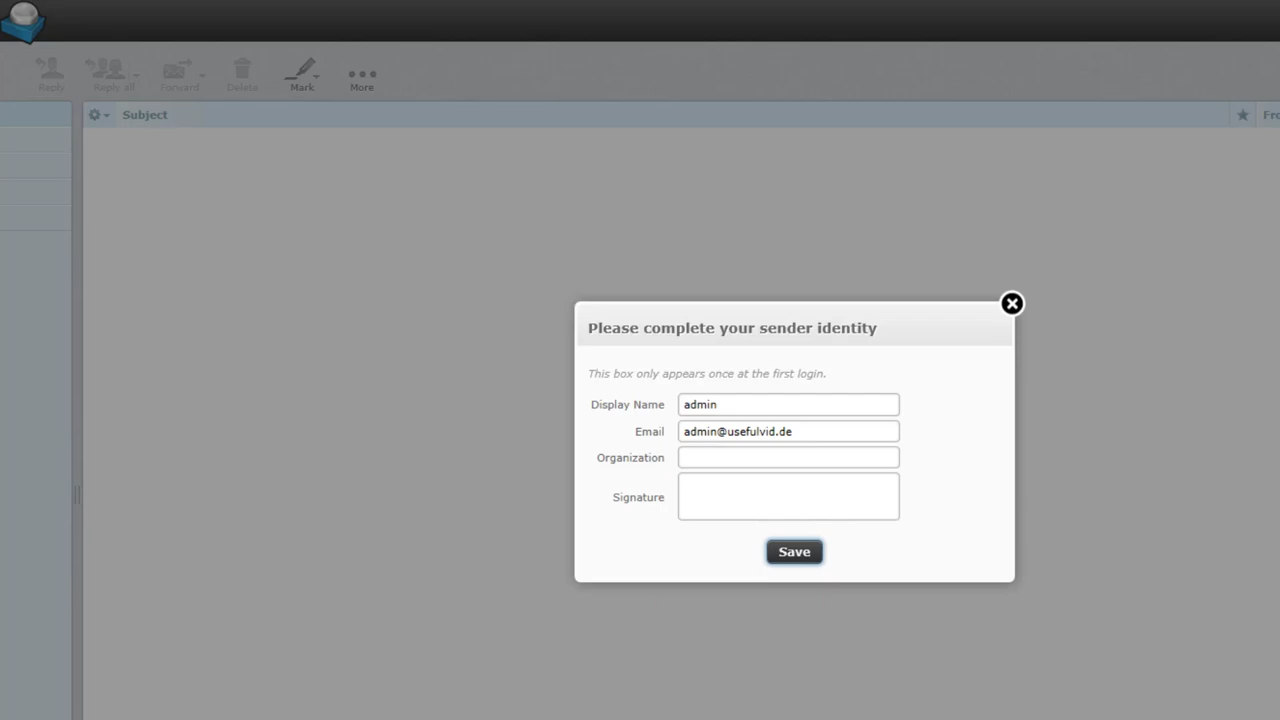 Reply
Reply all
Forward
Delete
Mark
More
Subject
Fro
Please complete your sender identity
This box only appears once at the first login.
Display Name admin
Email admin@usefulvid.de
Organization
Signature
Save